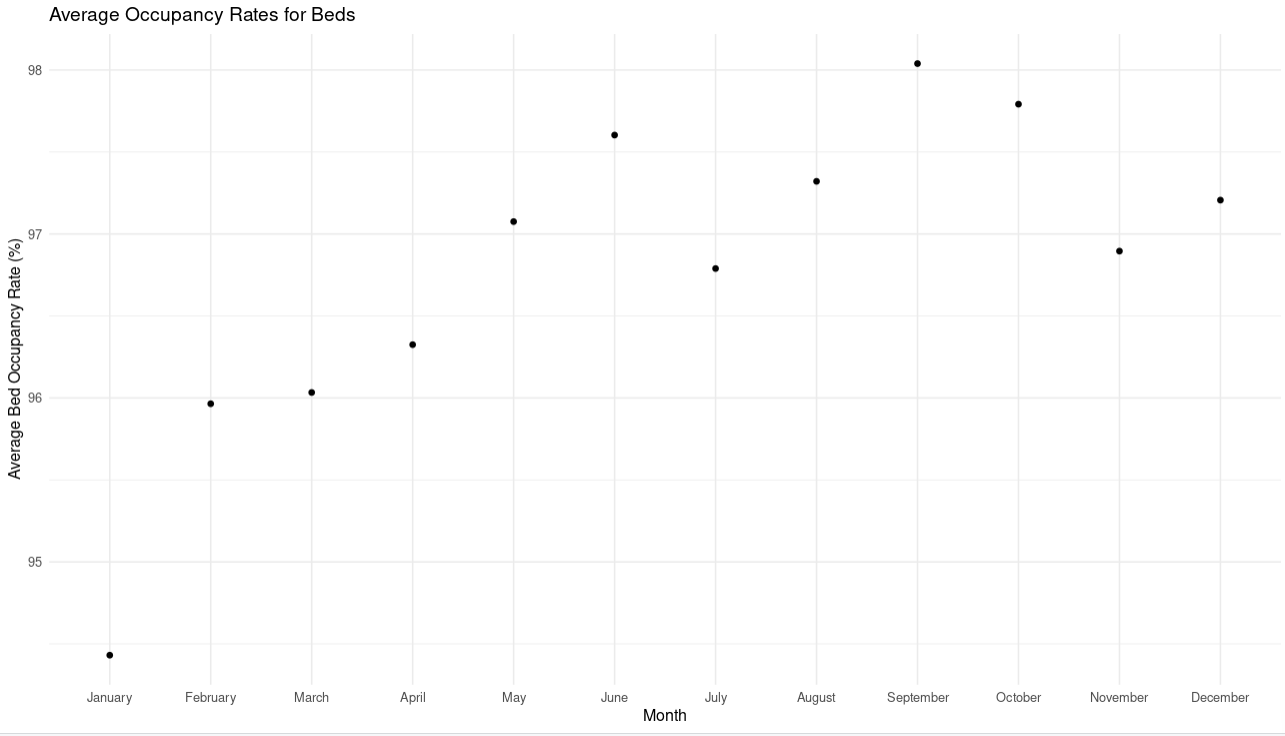 Average Occupancy Rates for Beds
Average Bed Occupancy Rate (%)
98
97
96
95
January February March April May June July August September October November December
Month